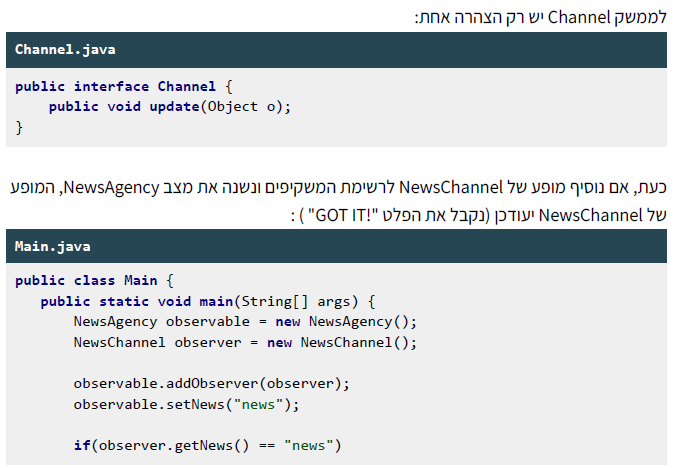 לממשק Channel יש רק הצהרה אחת:
Channel.java
public interface Channel {
    public void update(Object o);
}
כעת, אם נוסיף מופע של NewsChannel לרשימת המשקיפים ונשנה את מצב NewsAgency, המופע
של NewsChannel יעודכן (נקבל את הפלט "GOT IT!" ) :
Main.java
public class Main {
   public static void main(String[] args) {
       NewsAgency observable = new NewsAgency();
       NewsChannel observer = new NewsChannel();
       observable.addObserver(observer);
       observable.setNews("news");
       if(observer.getNews() == "news")